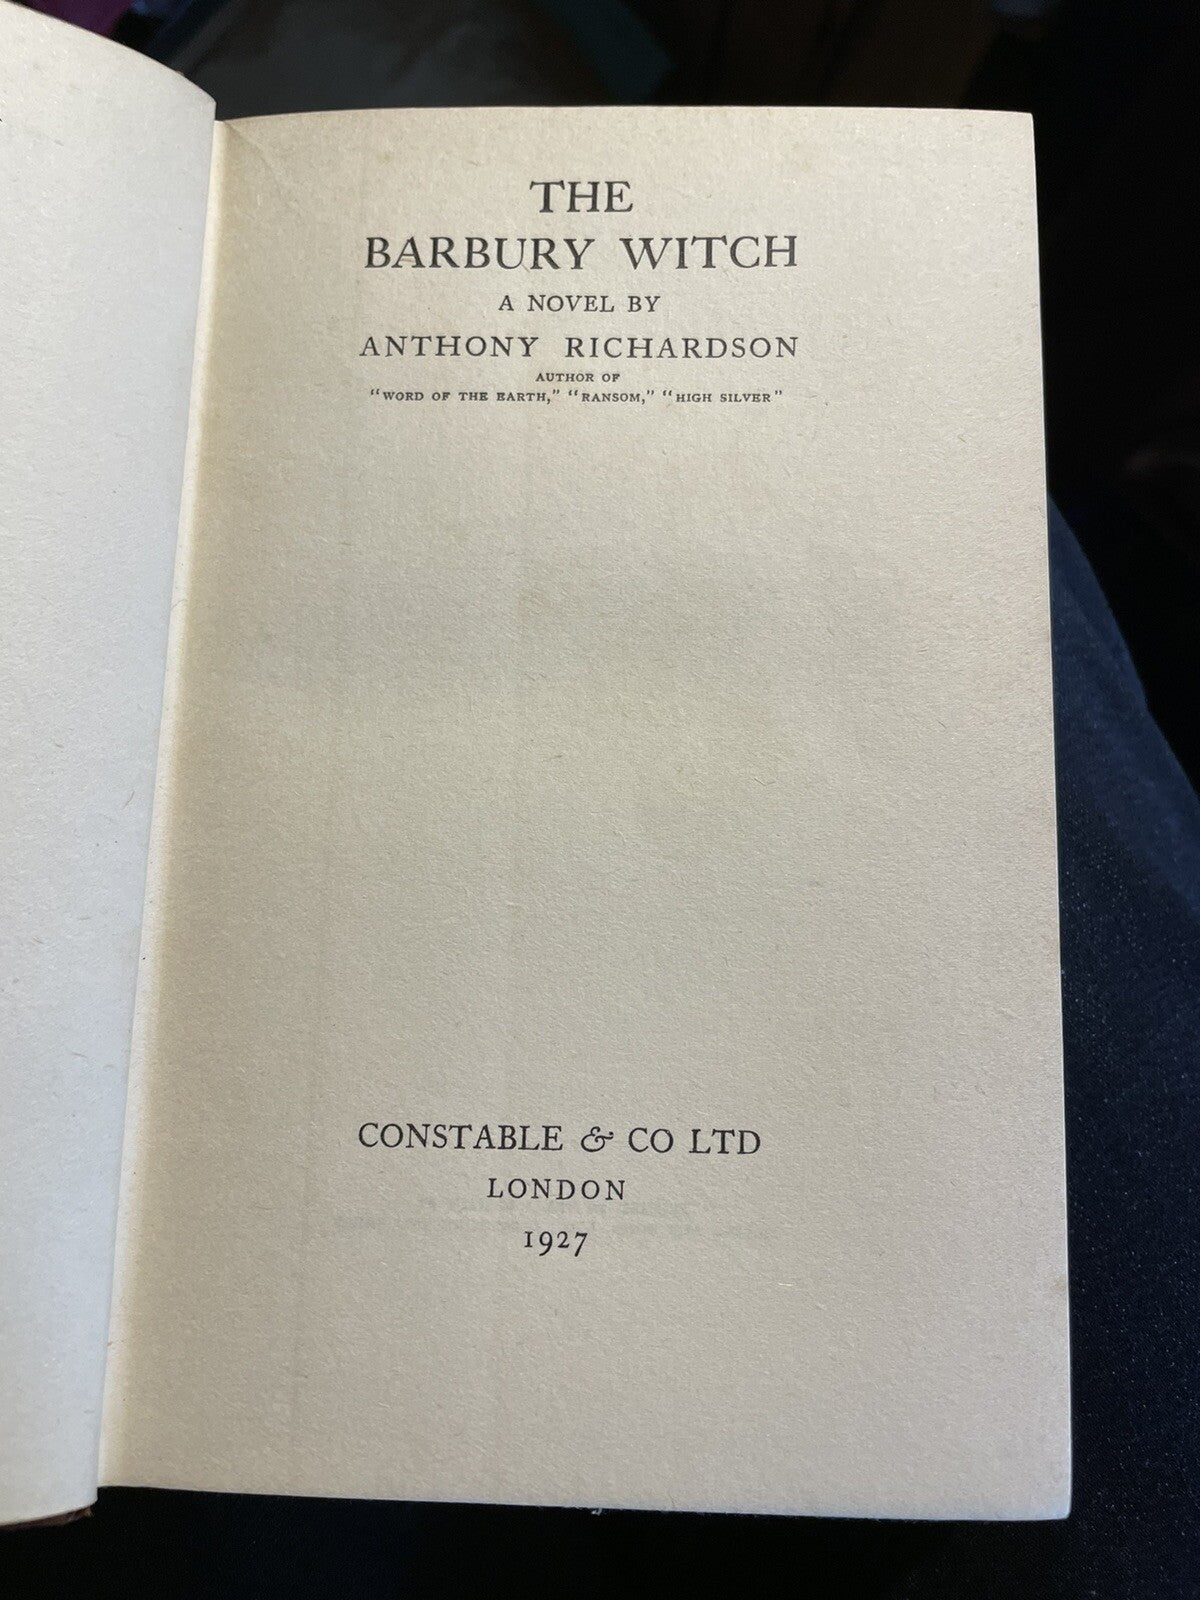 THE
BARBURY WITCH
A NOVEL BY
ANTHONY RICHARDSON
AUTHOR OF
"WORD OF THE EARTH," "RANSOM," "HIGH SILVER"
CONSTABLE & CO LTD
LONDON
1927